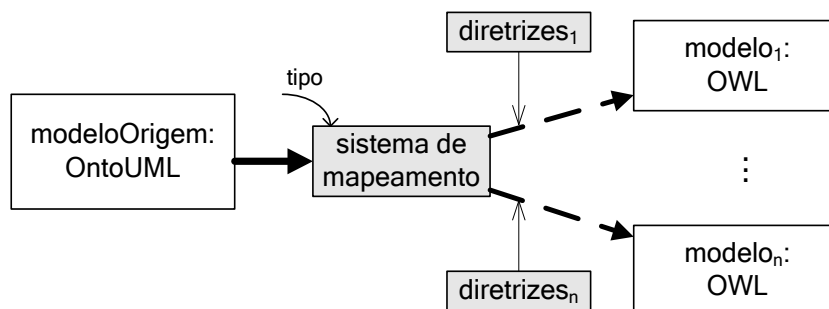 diretrizes₁
modelo₁:
OWL
tipo
modeloOrigem:
OntoUML
sistema de
mapeamento
⋮
modeloₙ:
OWL
diretrizesₙ